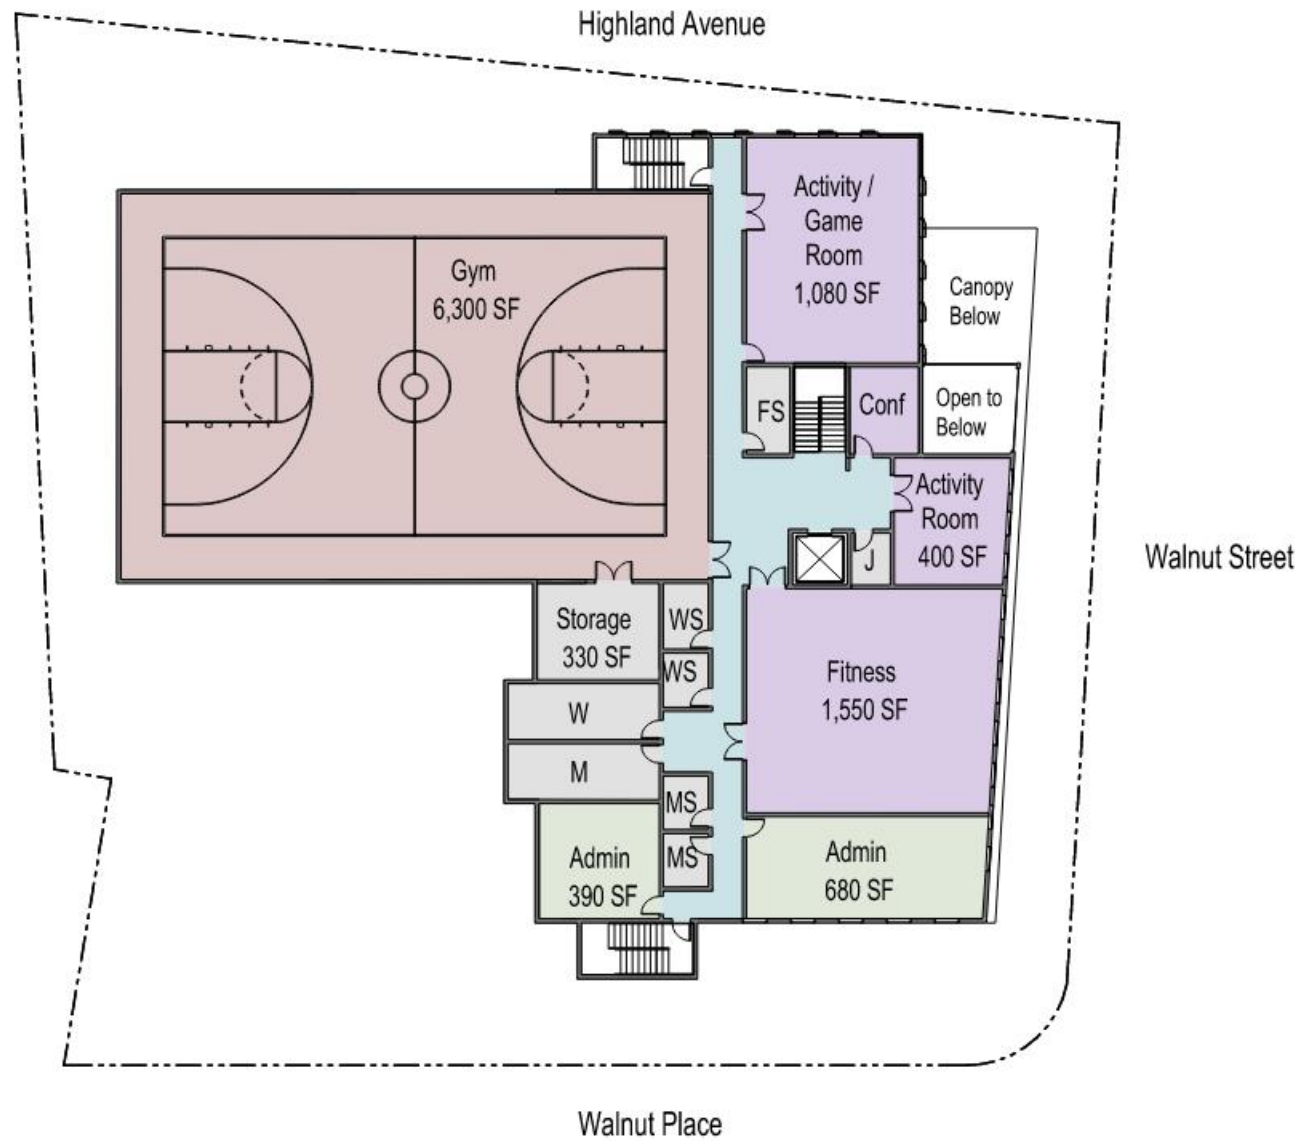 Highland Avenue
Activity /
Game
Room
1,080 SF
Gym
6,300 SF
Canopy
Below
FS
Conf
Open to
Below
Activity
Room
400 SF
J
Walnut Street
Storage
330 SF
WS
WS
Fitness
1,550 SF
W
M
MS
MS
Admin
390 SF
Admin
680 SF
Walnut Place